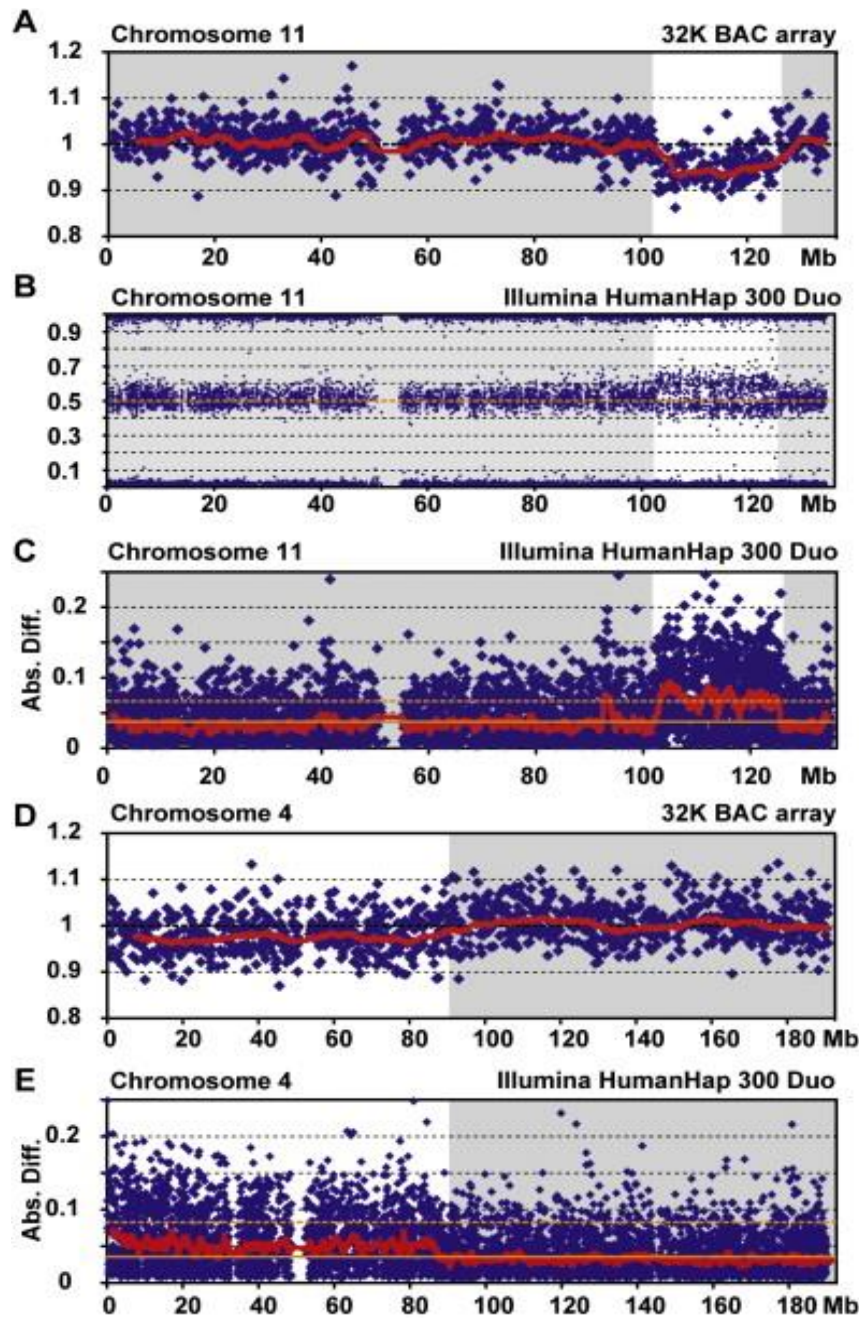 A
Chromosome 11 32K BAC array
1.2
1.1
1
0.9
0.8
0 20 40 60 80 100 120 Mb
B
Chromosome 11 Illumina HumanHap 300 Duo
0.9
0.7
0.5
0.3
0.1
0 20 40 60 80 100 120 Mb
C
Chromosome 11 Illumina HumanHap 300 Duo
Abs. Diff.
0.2
0.1
0
0 20 40 60 80 100 120 Mb
D
Chromosome 4 32K BAC array
1.2
1.1
1
0.9
0.8
0 20 40 60 80 100 120 140 160 180 Mb
E
Chromosome 4 Illumina HumanHap 300 Duo
Abs. Diff.
0.2
0.1
0
0 20 40 60 80 100 120 140 160 180 Mb